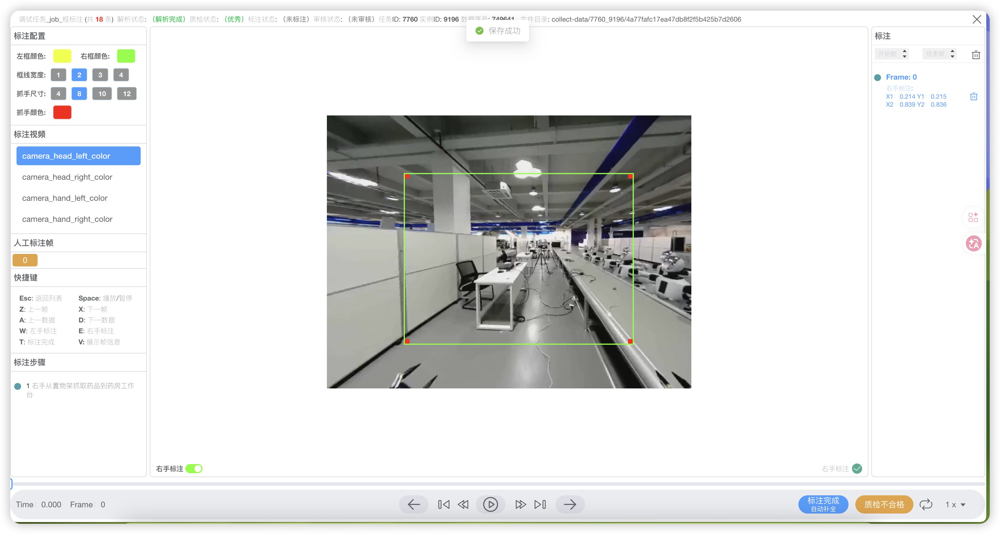 调试任务_job_框标注 (共 18 条) 解析状态: (解析完成) 质检状态: (优秀) 标注状态: (未标注) 审核状态: (未审核) 任务ID: 7760 实例ID: 9196 数据序号: 749641 文件目录: collect-data/7760_9196/4a77fafc17ea47db8f2f5b425b7d2606
保存成功
标注配置
左框颜色: 右框颜色:
框线宽度: 1 2 3 4
抓手尺寸: 4 8 10 12
抓手颜色:
标注视频
camera_head_left_color
camera_head_right_color
camera_hand_left_color
camera_hand_right_color
人工标注帧
0
快捷键
Esc: 返回列表 Space: 播放/暂停
Z: 上一帧 X: 下一帧
A: 上一数据 D: 下一数据
W: 左手标注 E: 右手标注
T: 标注完成 V: 展示帧信息
标注步骤
1 右手从置物架抓取药品到药房工作
台
右手标注
右手标注
标注
开始帧 结束帧
Frame: 0
右手标注:
X1: 0.214 Y1: 0.215
X2: 0.839 Y2: 0.836
Time: 0.000 Frame: 0
标注完成
自动补全
质检不合格
1 x